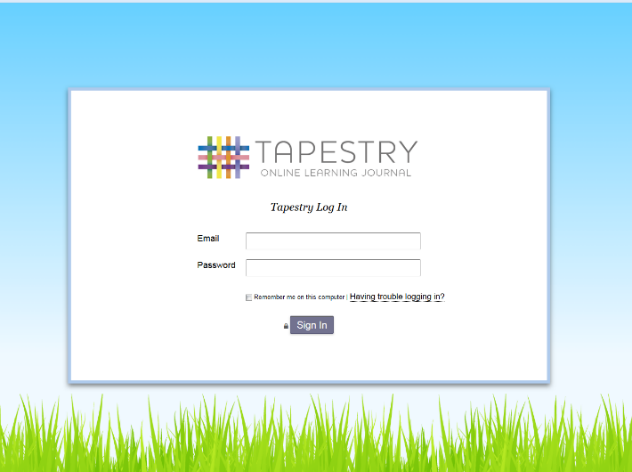 TAPESTRY
ONLINE LEARNING JOURNAL
Tapestry Log In
Email
Password
Remember me on this computer | Having trouble logging in?
Sign In